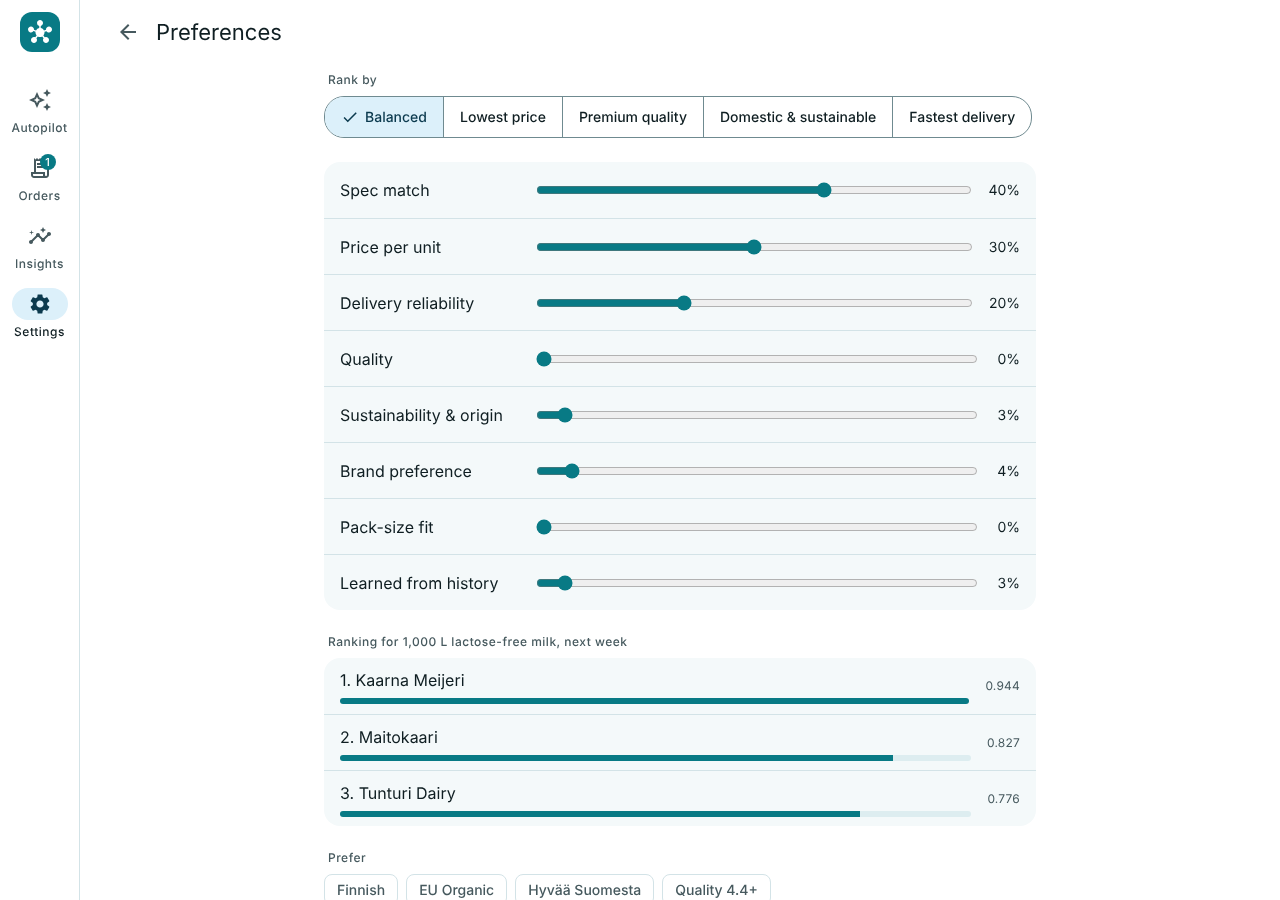 Preferences
Autopilot
1
Orders
Insights
Settings
Rank by
Balanced
Lowest price
Premium quality
Domestic & sustainable
Fastest delivery
Spec match 40%
Price per unit 30%
Delivery reliability 20%
Quality 0%
Sustainability & origin 3%
Brand preference 4%
Pack-size fit 0%
Learned from history 3%
Ranking for 1,000 L lactose-free milk, next week
1. Kaarna Meijeri 0.944
2. Maitokaari 0.827
3. Tunturi Dairy 0.776
Prefer
Finnish
EU Organic
Hyvää Suomesta
Quality 4.4+